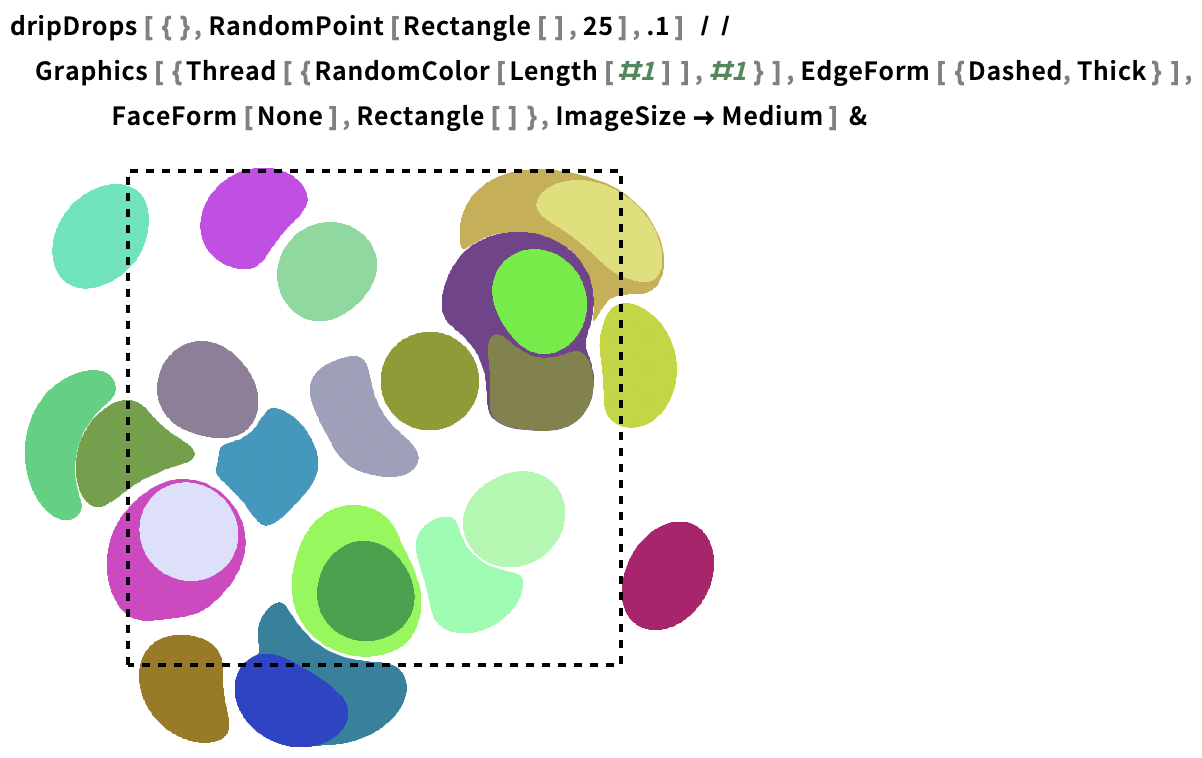 dripDrops[{}, RandomPoint[Rectangle[], 25], .1] //
Graphics[{Thread[{RandomColor[Length[#1]], #1}], EdgeForm[{Dashed, Thick}],
FaceForm[None], Rectangle[]}, ImageSize → Medium] &